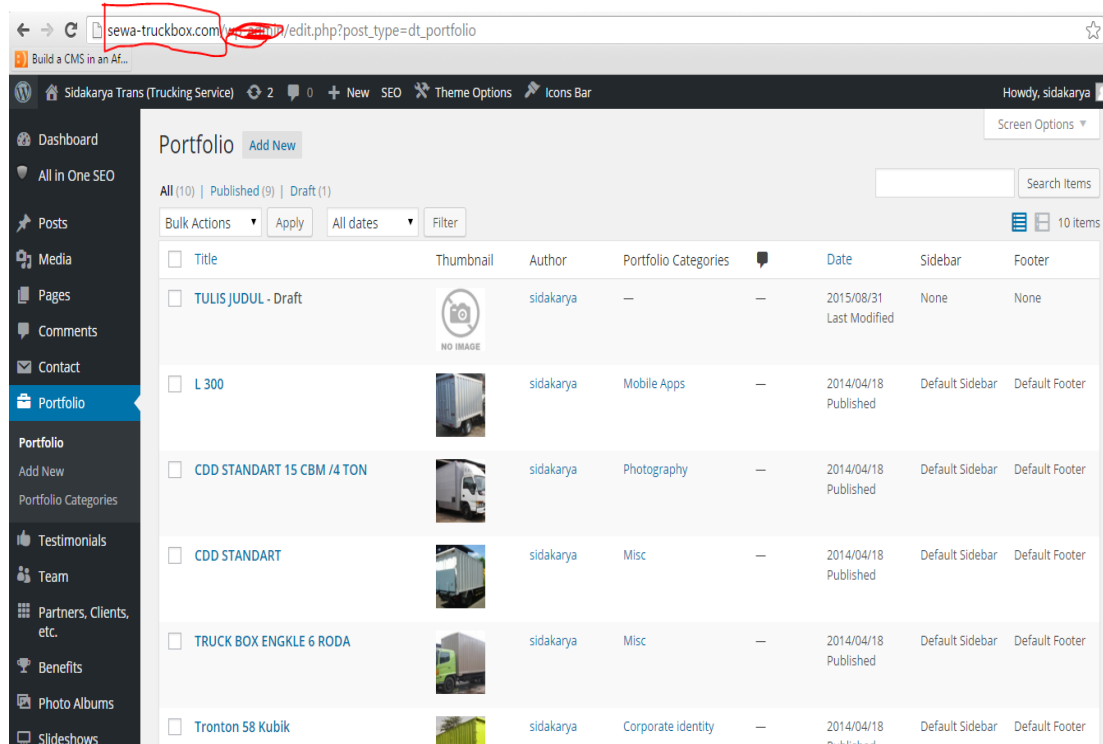 sewa-truckbox.com/wp-admin/edit.php?post_type=dt_portfolio
Build a CMS in an Af...
Sidakarya Trans (Trucking Service) 2 0 + New SEO Theme Options Icons Bar Howdy, sidakarya
Screen Options ▼
Dashboard
All in One SEO
Posts
Media
Pages
Comments
Contact
Portfolio
Portfolio
Add New
Portfolio Categories
Testimonials
Team
Partners, Clients,
etc.
Benefits
Photo Albums
Slideshows
Portfolio Add New
All (10) | Published (9) | Draft (1)
Search Items
Bulk Actions ▼ Apply All dates ▼ Filter 10 items
Title Thumbnail Author Portfolio Categories Date Sidebar Footer
TULIS JUDUL - Draft NO IMAGE sidakarya — — 2015/08/31 None None
Last Modified
L 300 sidakarya Mobile Apps — 2014/04/18 Default Sidebar Default Footer
Published
CDD STANDART 15 CBM /4 TON sidakarya Photography — 2014/04/18 Default Sidebar Default Footer
Published
CDD STANDART sidakarya Misc — 2014/04/18 Default Sidebar Default Footer
Published
TRUCK BOX ENGKLE 6 RODA sidakarya Misc — 2014/04/18 Default Sidebar Default Footer
Published
Tronton 58 Kubik sidakarya Corporate identity — 2014/04/18 Default Sidebar Default Footer
Published